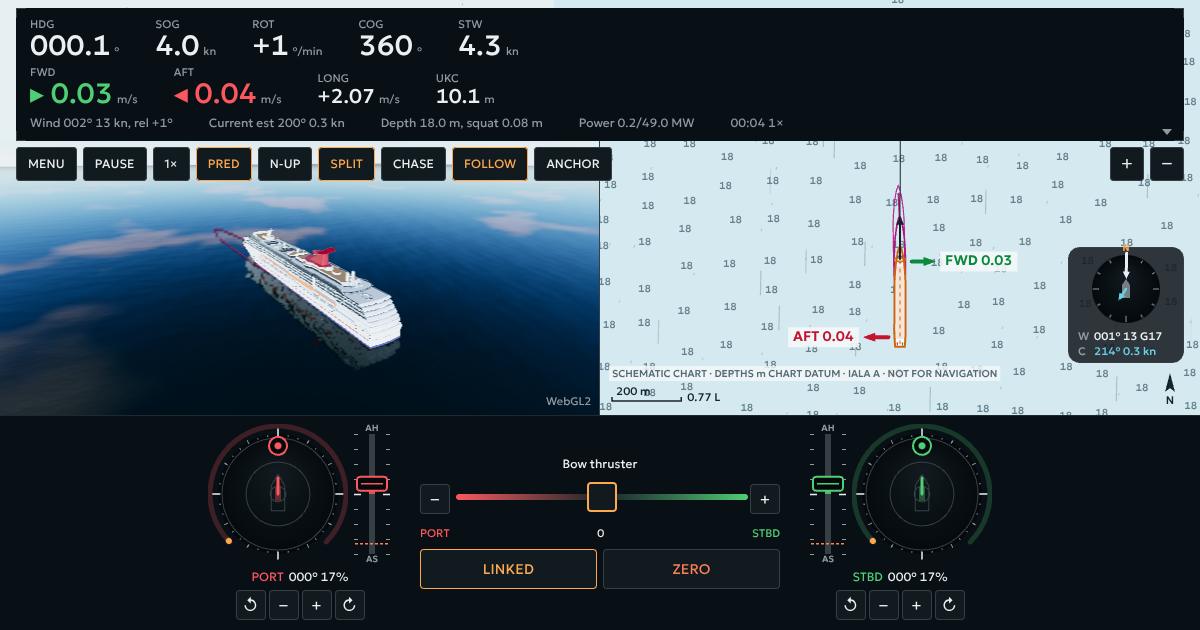 HDG SOG ROT COG STW
000.1 ° 4.0 kn +1 °/min 360 ° 4.3 kn
FWD AFT LONG UKC
▶ 0.03 m/s ◀ 0.04 m/s +2.07 m/s 10.1 m
Wind 002° 13 kn, rel +1° Current est 200° 0.3 kn Depth 18.0 m, squat 0.08 m Power 0.2/49.0 MW 00:04 1×
MENU PAUSE 1× PRED N-UP SPLIT CHASE FOLLOW ANCHOR + −
FWD 0.03
AFT 0.04
N
W 001° 13 G17
C 214° 0.3 kn
SCHEMATIC CHART · DEPTHS m CHART DATUM · IALA A · NOT FOR NAVIGATION
200 m 0.77 L
N
WebGL2
AH AH
Bow thruster
− +
PORT 0 STBD
AS AS
LINKED ZERO
PORT 000° 17% STBD 000° 17%
− + − +